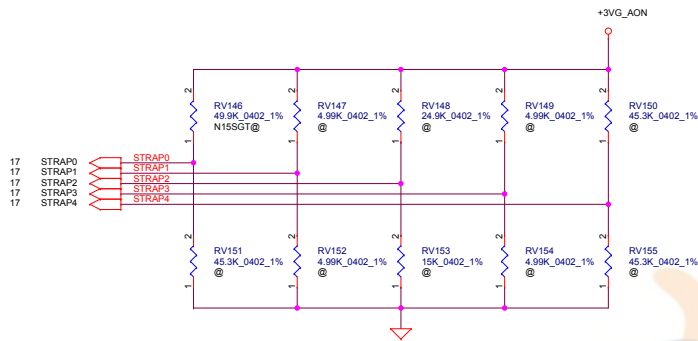 +3VG_AON
2 2 2 2 2
RV146 RV147 RV148 RV149 RV150
49.9K_0402_1% 4.99K_0402_1% 24.9K_0402_1% 4.99K_0402_1% 45.3K_0402_1%
N15SGT@ @ @ @ @
1 1 1 1 1
17 STRAP0 STRAP0
17 STRAP1 STRAP1
17 STRAP2 STRAP2
17 STRAP3 STRAP3
17 STRAP4 STRAP4
2 2 2 2 2
RV151 RV152 RV153 RV154 RV155
45.3K_0402_1% 4.99K_0402_1% 15K_0402_1% 4.99K_0402_1% 45.3K_0402_1%
@ @ @ @ @
1 1 1 1 1